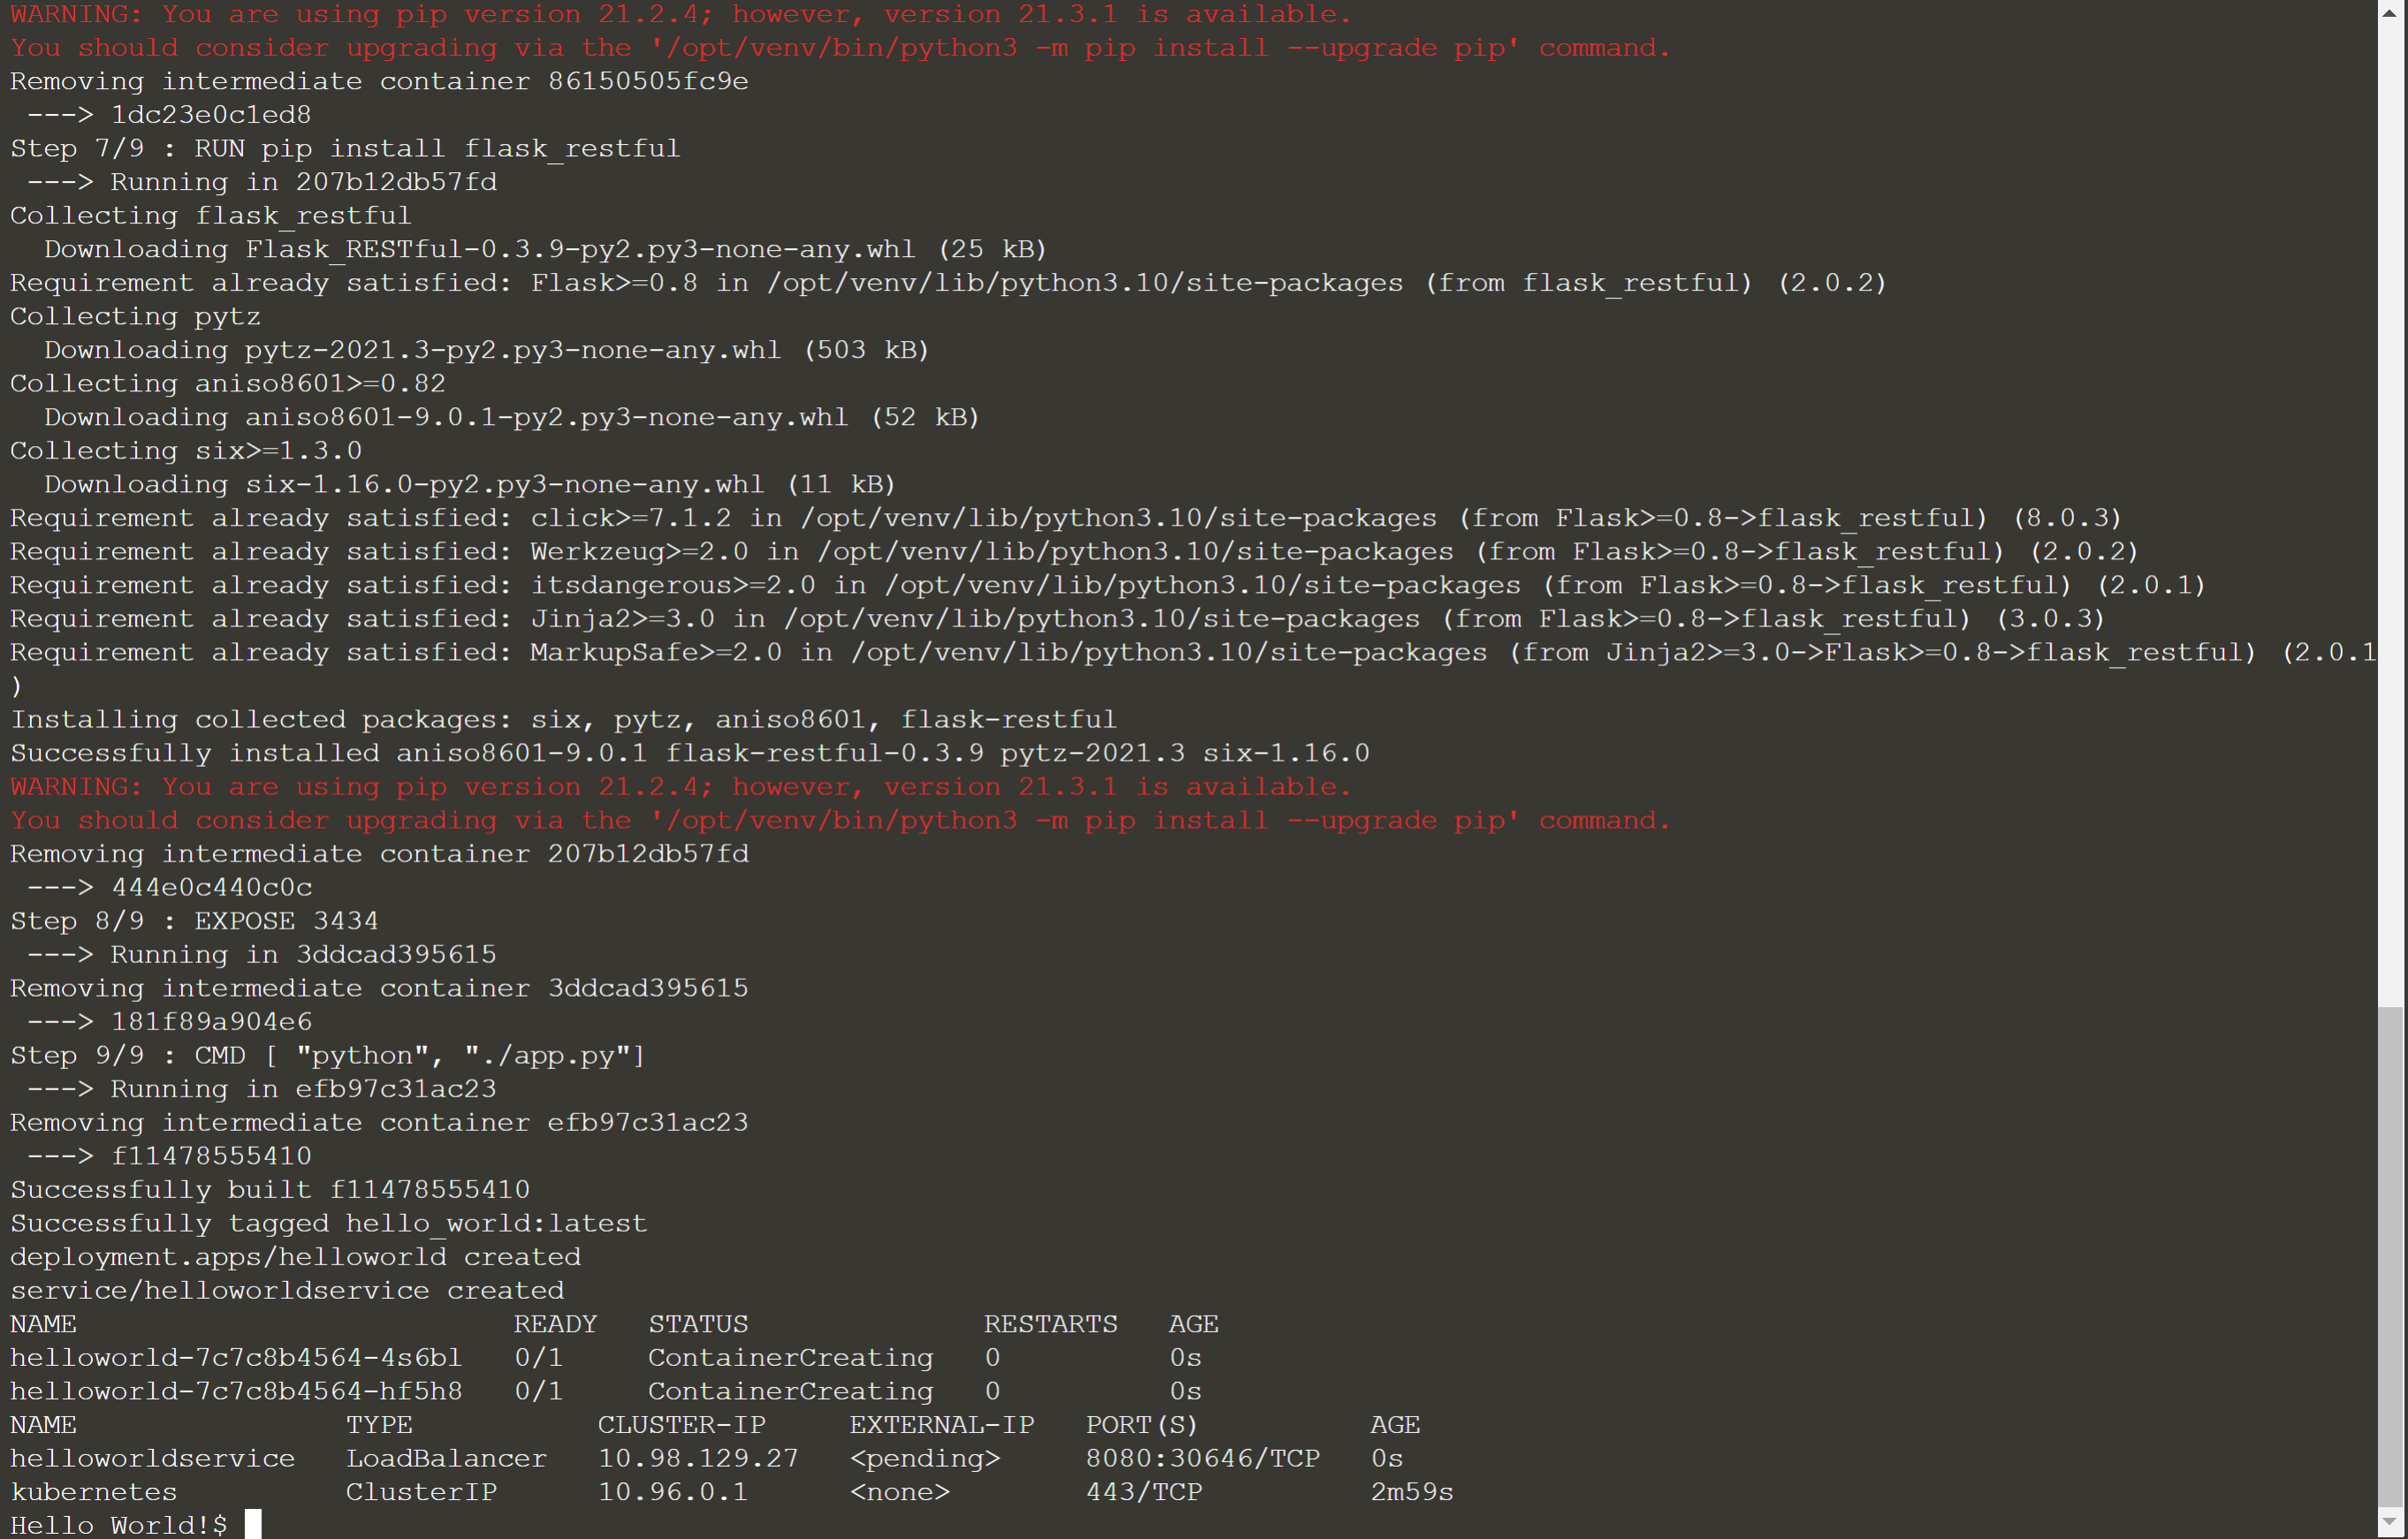 WARNING: You are using pip version 21.2.4; however, version 21.3.1 is available.
You should consider upgrading via the '/opt/venv/bin/python3 -m pip install --upgrade pip' command.
Removing intermediate container 86150505fc9e
 ---> 1dc23e0c1ed8
Step 7/9 : RUN pip install flask_restful
 ---> Running in 207b12db57fd
Collecting flask_restful
  Downloading Flask_RESTful-0.3.9-py2.py3-none-any.whl (25 kB)
Requirement already satisfied: Flask>=0.8 in /opt/venv/lib/python3.10/site-packages (from flask_restful) (2.0.2)
Collecting pytz
  Downloading pytz-2021.3-py2.py3-none-any.whl (503 kB)
Collecting aniso8601>=0.82
  Downloading aniso8601-9.0.1-py2.py3-none-any.whl (52 kB)
Collecting six>=1.3.0
  Downloading six-1.16.0-py2.py3-none-any.whl (11 kB)
Requirement already satisfied: click>=7.1.2 in /opt/venv/lib/python3.10/site-packages (from Flask>=0.8->flask_restful) (8.0.3)
Requirement already satisfied: Werkzeug>=2.0 in /opt/venv/lib/python3.10/site-packages (from Flask>=0.8->flask_restful) (2.0.2)
Requirement already satisfied: itsdangerous>=2.0 in /opt/venv/lib/python3.10/site-packages (from Flask>=0.8->flask_restful) (2.0.1)
Requirement already satisfied: Jinja2>=3.0 in /opt/venv/lib/python3.10/site-packages (from Flask>=0.8->flask_restful) (3.0.3)
Requirement already satisfied: MarkupSafe>=2.0 in /opt/venv/lib/python3.10/site-packages (from Jinja2>=3.0->Flask>=0.8->flask_restful) (2.0.1
)
Installing collected packages: six, pytz, aniso8601, flask-restful
Successfully installed aniso8601-9.0.1 flask-restful-0.3.9 pytz-2021.3 six-1.16.0
WARNING: You are using pip version 21.2.4; however, version 21.3.1 is available.
You should consider upgrading via the '/opt/venv/bin/python3 -m pip install --upgrade pip' command.
Removing intermediate container 207b12db57fd
 ---> 444e0c440c0c
Step 8/9 : EXPOSE 3434
 ---> Running in 3ddcad395615
Removing intermediate container 3ddcad395615
 ---> 181f89a904e6
Step 9/9 : CMD [ "python", "./app.py"]
 ---> Running in efb97c31ac23
Removing intermediate container efb97c31ac23
 ---> f11478555410
Successfully built f11478555410
Successfully tagged hello_world:latest
deployment.apps/helloworld created
service/helloworldservice created
NAME                          READY   STATUS              RESTARTS   AGE
helloworld-7c7c8b4564-4s6bl   0/1     ContainerCreating   0          0s
helloworld-7c7c8b4564-hf5h8   0/1     ContainerCreating   0          0s
NAME                TYPE           CLUSTER-IP     EXTERNAL-IP   PORT(S)          AGE
helloworldservice   LoadBalancer   10.98.129.27   <pending>     8080:30646/TCP   0s
kubernetes          ClusterIP      10.96.0.1      <none>        443/TCP          2m59s
Hello World!$